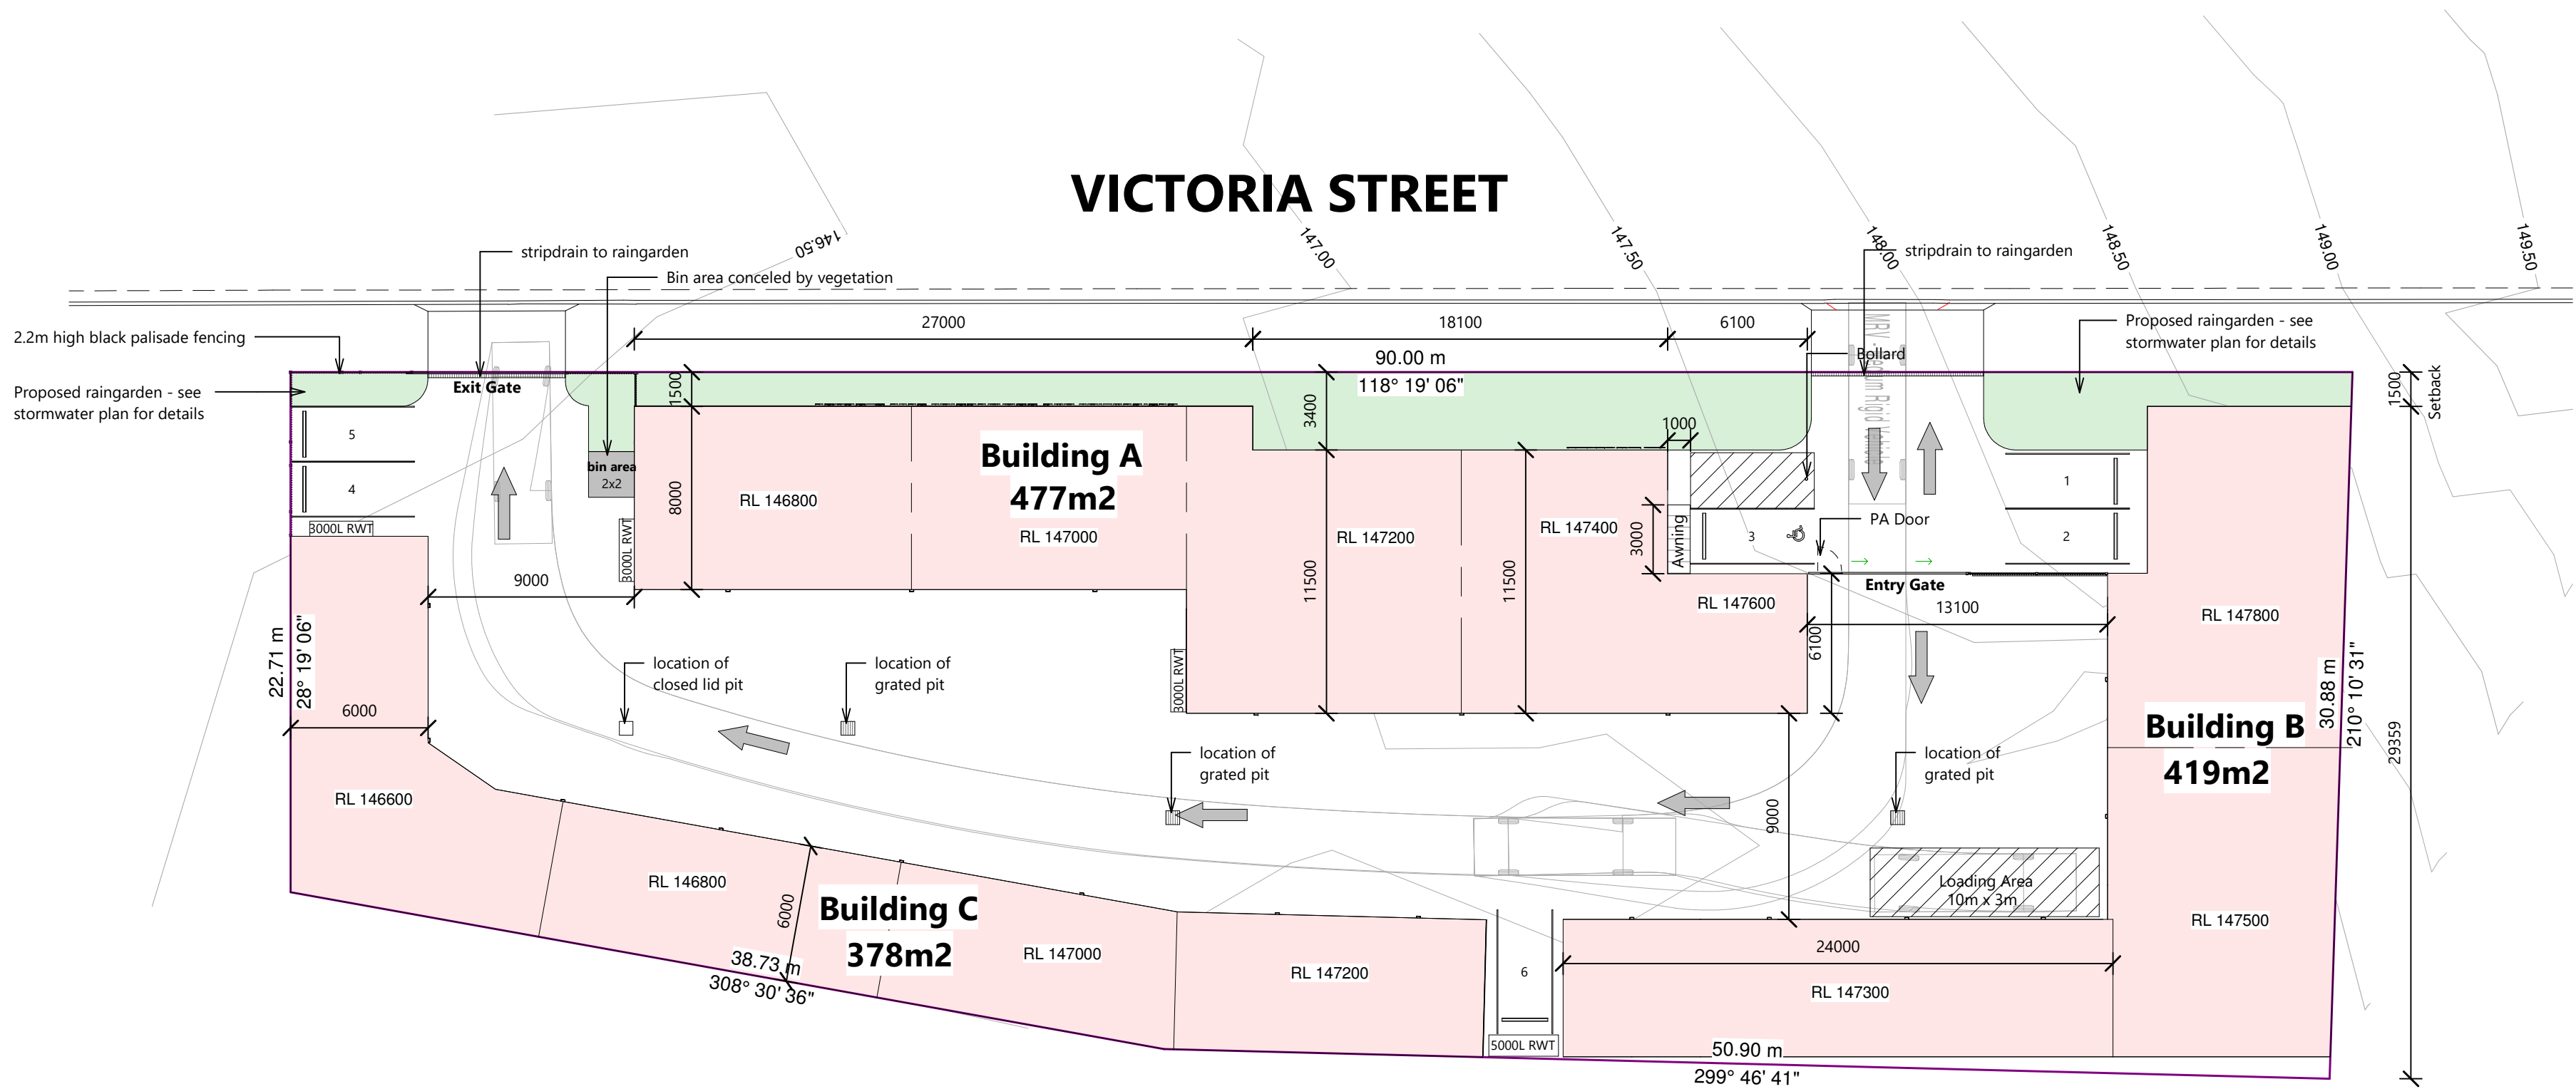 VICTORIA STREET
146.50
147.00
147.50
148.00
148.50
149.00
149.50
stripdrain to raingarden
Bin area conceled by vegetation
stripdrain to raingarden
2.2m high black palisade fencing
Proposed raingarden - see
stormwater plan for details
27000
18100
6100
90.00 m
118° 19' 06"
Bollard
MRV - Medium Rigid Vehicle
Proposed raingarden - see
stormwater plan for details
1500
Setback
Exit Gate
1500
3400
1000
5
4
3000L RWT
bin area
2x2
3000L RWT
8000
RL 146800
Building A
477m2
RL 147000
RL 147200
RL 147400
11500
11500
3000
Awning
3
PA Door
1
2
Entry Gate
13100
RL 147600
6100
RL 147800
9000
22.71 m
28° 19' 06"
6000
location of
closed lid pit
location of
grated pit
3000L RWT
location of
grated pit
location of
grated pit
Building B
419m2
30.88 m
210° 10' 31"
29359
9000
RL 146600
RL 146800
6000
Building C
378m2
RL 147000
RL 147200
38.73 m
308° 30' 36"
6
5000L RWT
Loading Area
10m x 3m
24000
RL 147300
RL 147500
50.90 m
299° 46' 41"